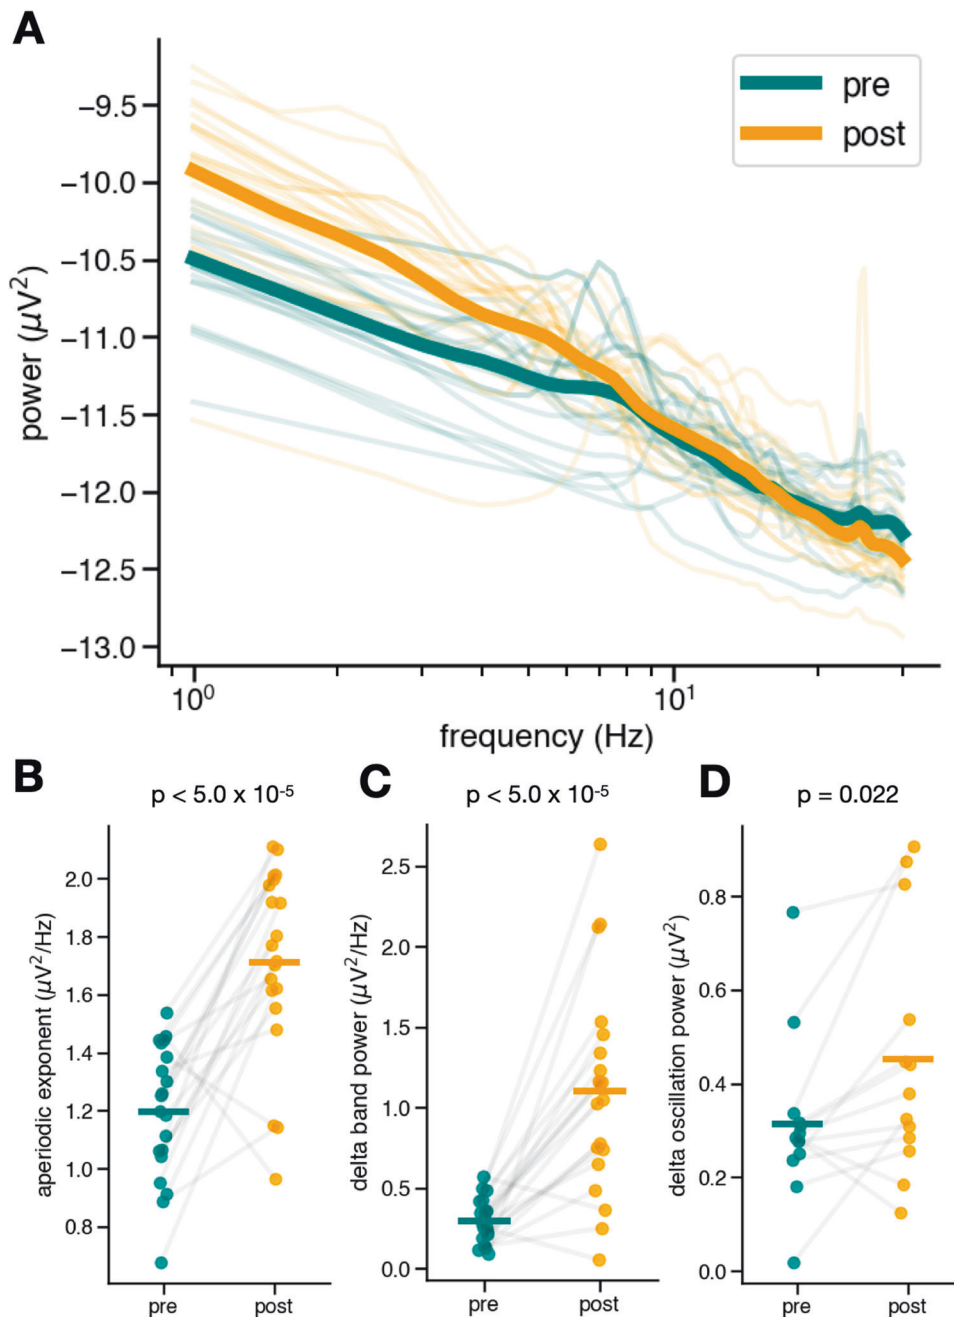 A
pre
post
−9.5
−10.0
−10.5
−11.0
−11.5
−12.0
−12.5
−13.0
power (μV²)
10⁰
10¹
frequency (Hz)
B
p < 5.0 x 10⁻⁵
2.0
1.8
1.6
1.4
1.2
1.0
0.8
aperiodic exponent (μV²/Hz)
pre
post
C
p < 5.0 x 10⁻⁵
2.5
2.0
1.5
1.0
0.5
0.0
delta band power (μV²/Hz)
pre
post
D
p = 0.022
0.8
0.6
0.4
0.2
0.0
delta oscillation power (μV²)
pre
post